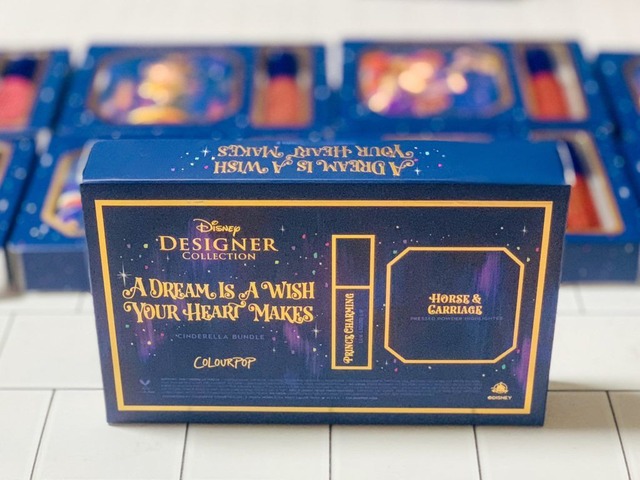 A DREAM IS A WISH
YOUR HEART MAKES
Disney
DESIGNER
COLLECTION
A DREAM IS A WISH
YOUR HEART MAKES
CINDERELLA BUNDLE
COLOURPOP
PRINCE CHARMING
HORSE &
CARRIAGE
PRESSED POWDER HIGHLIGHTER
©DISNEY